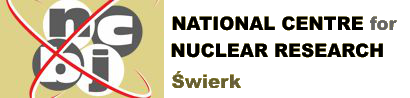 nc
bj
NATIONAL CENTRE for
NUCLEAR RESEARCH
Świerk